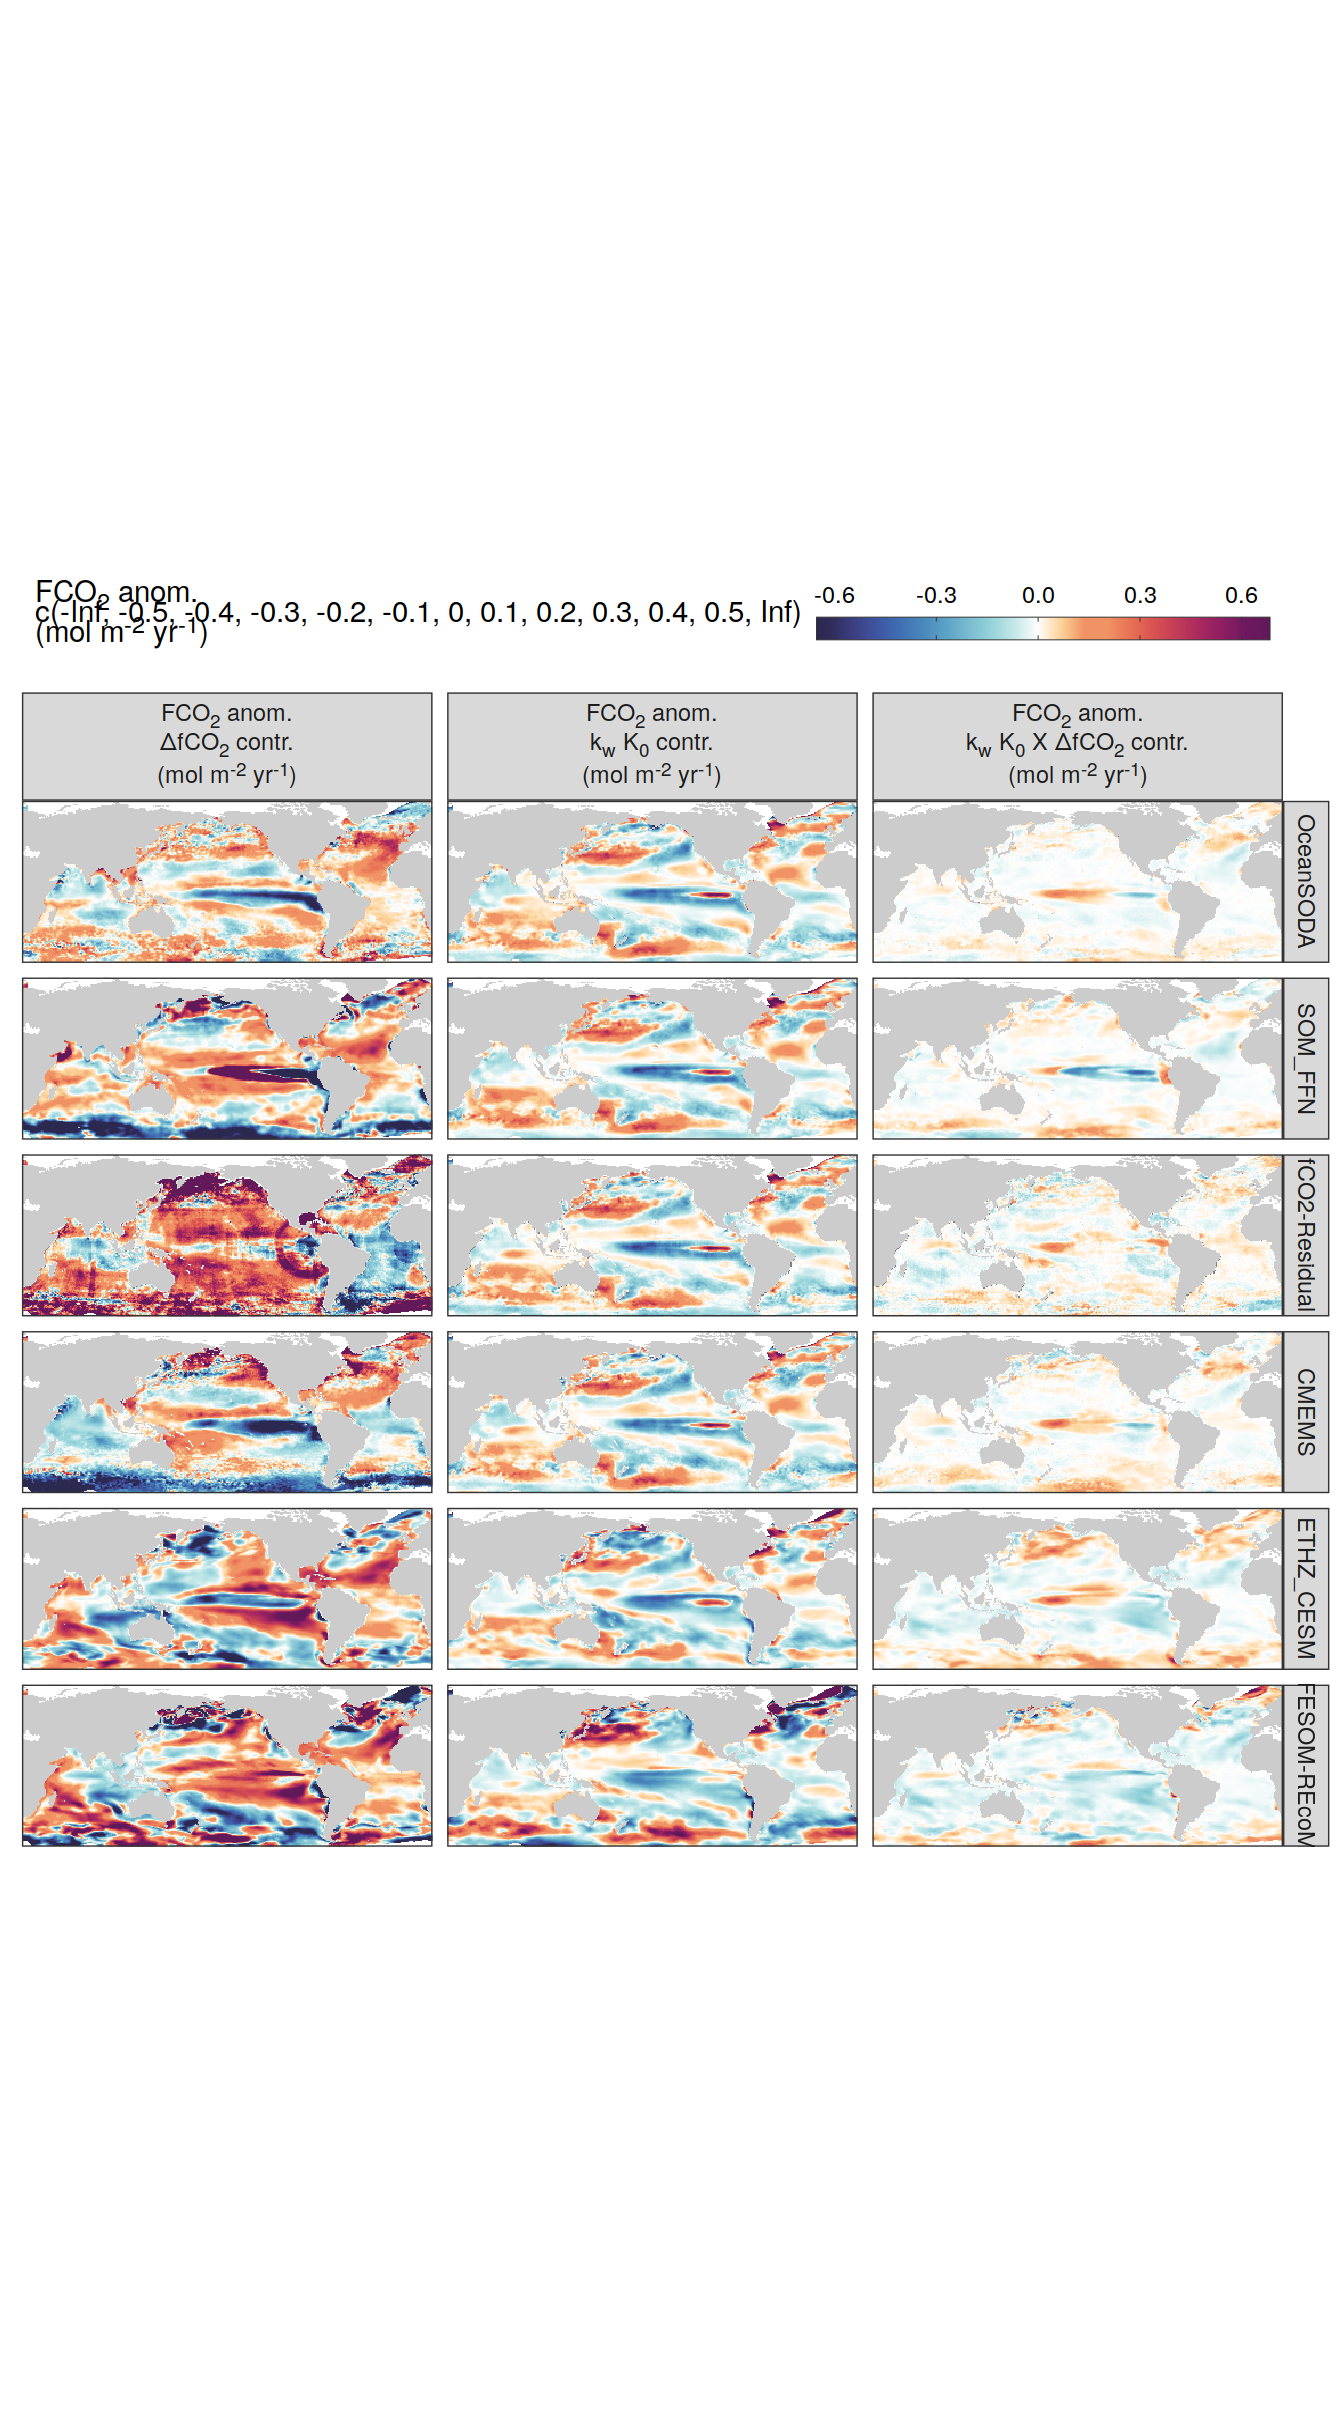 FCO2 anom.
c(-Inf, -0.5, -0.4, -0.3, -0.2, -0.1, 0, 0.1, 0.2, 0.3, 0.4, 0.5, Inf)
(mol m-2 yr-1)
-0.6 -0.3 0.0 0.3 0.6
FCO2 anom.
ΔfCO2 contr.
(mol m-2 yr-1)
FCO2 anom.
kw K0 contr.
(mol m-2 yr-1)
FCO2 anom.
kw K0 X ΔfCO2 contr.
(mol m-2 yr-1)
OceanSODA
SOM_FFN
fCO2-Residual
CMEMS
ETHZ_CESM
FESOM-REcoM